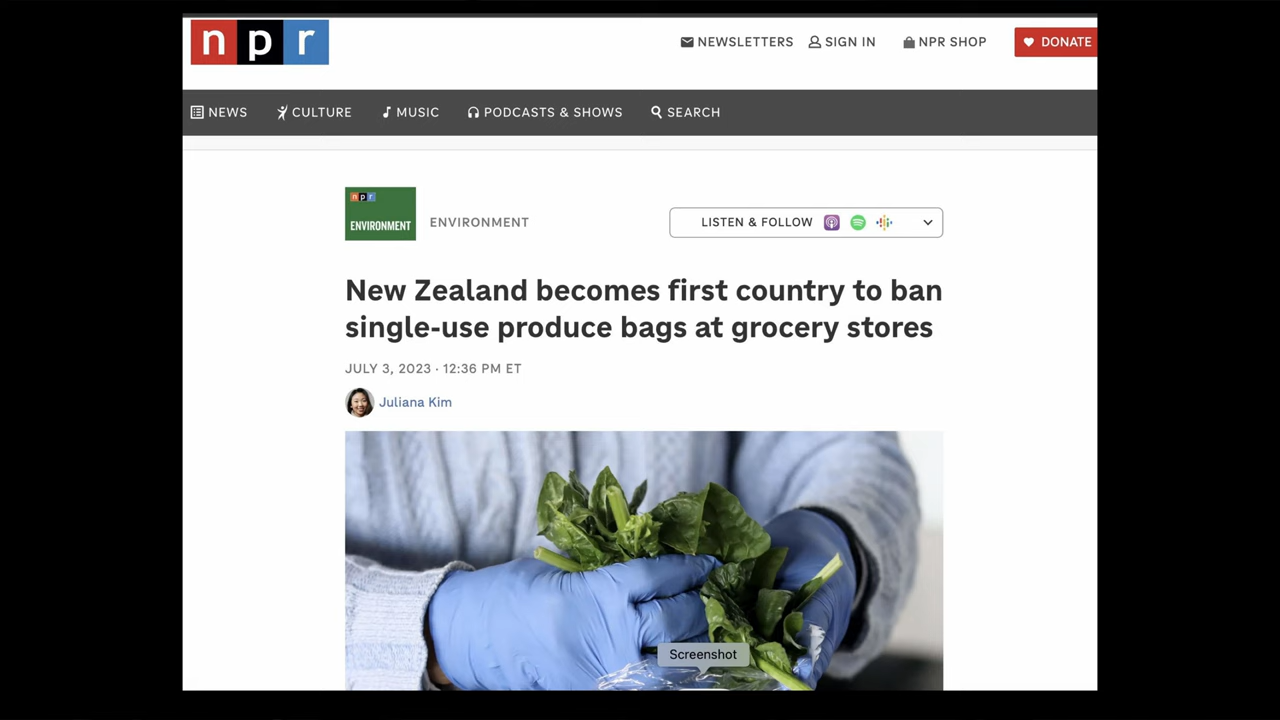 npr
NEWSLETTERS SIGN IN NPR SHOP DONATE
NEWS CULTURE MUSIC PODCASTS & SHOWS SEARCH
npr
ENVIRONMENT
ENVIRONMENT
LISTEN & FOLLOW
New Zealand becomes first country to ban
single-use produce bags at grocery stores
JULY 3, 2023 · 12:36 PM ET
Juliana Kim
Screenshot